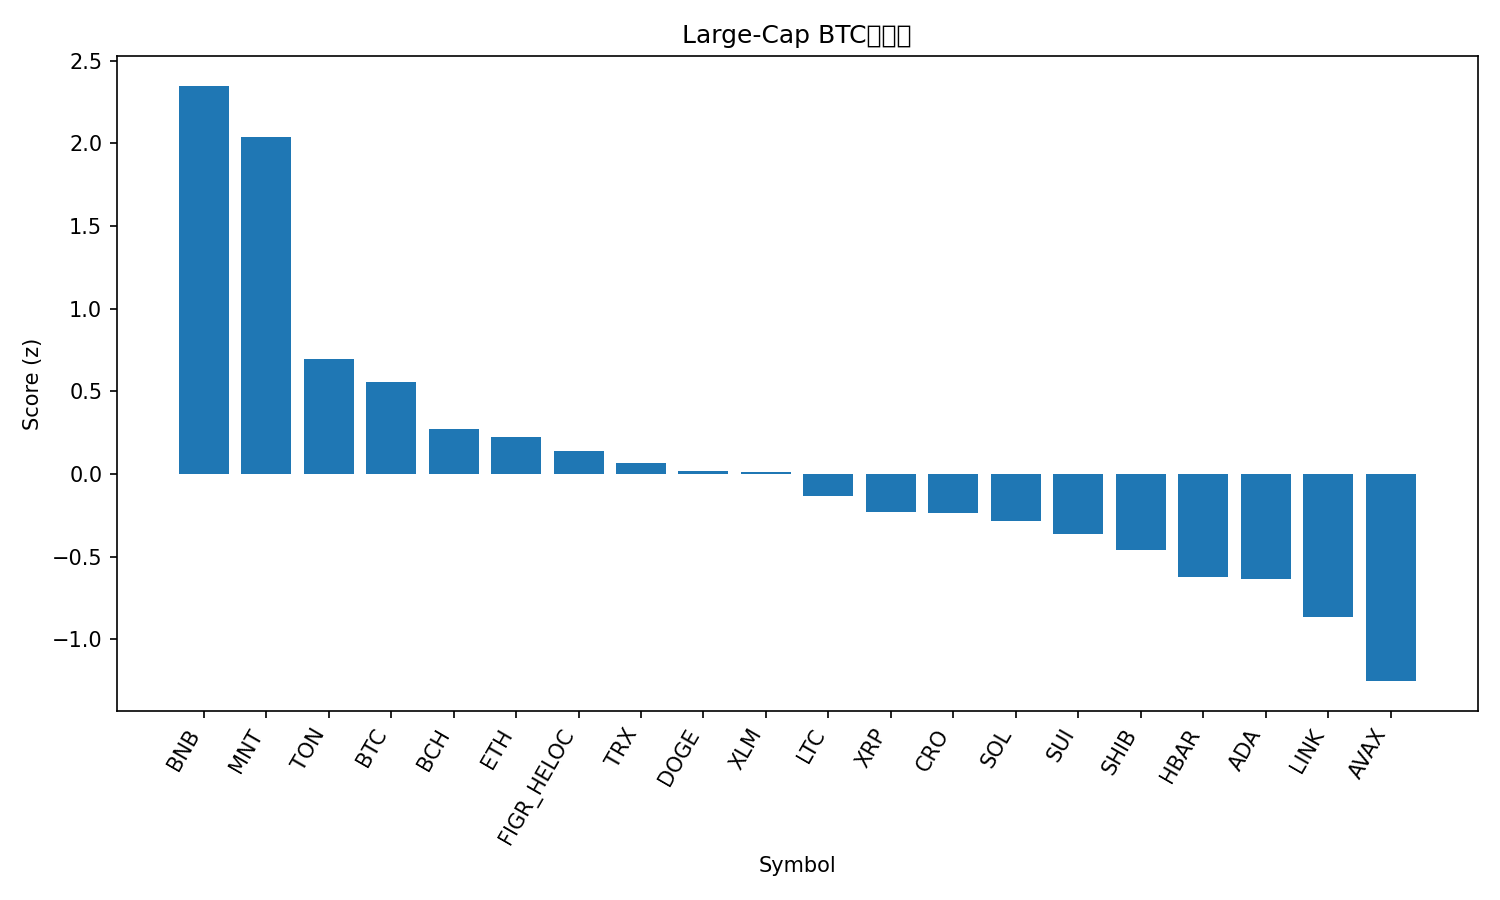 Large-Cap BTC
2.5
2.0
1.5
1.0
0.5
0.0
−0.5
−1.0
Score (z)
BNB
MNT
TON
BTC
BCH
ETH
FIGR_HELOC
TRX
DOGE
XLM
LTC
XRP
CRO
SOL
SUI
SHIB
HBAR
ADA
LINK
AVAX
Symbol